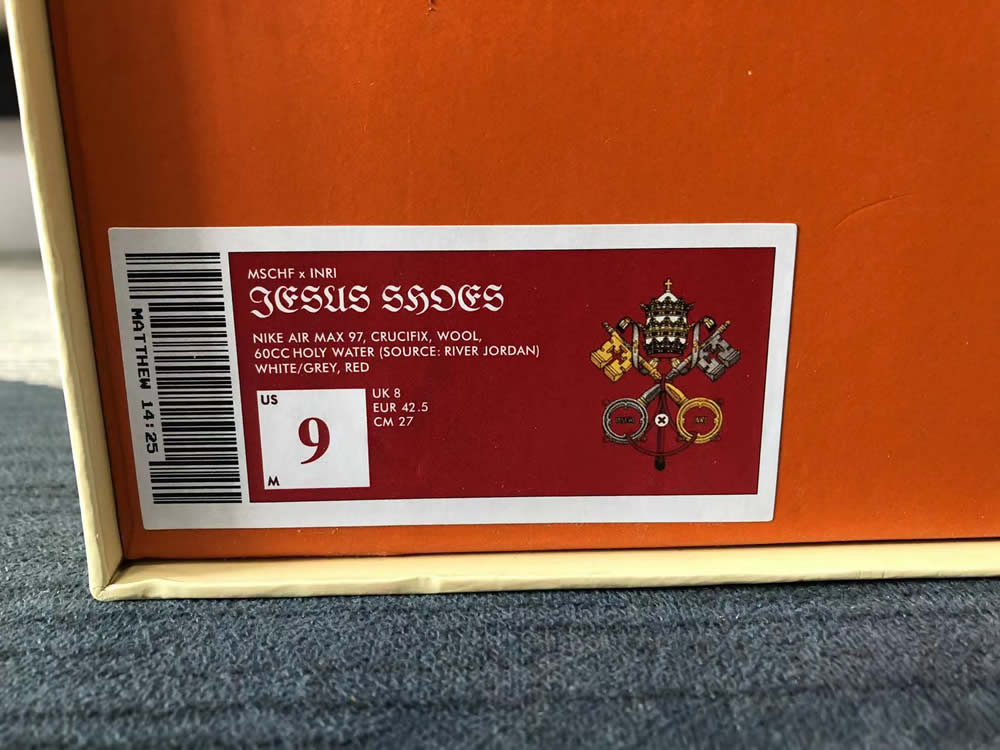 MATTHEW 14:25
MSCHF x INRI
JESUS SHOES
NIKE AIR MAX 97, CRUCIFIX, WOOL,
60CC HOLY WATER (SOURCE: RIVER JORDAN)
WHITE/GREY, RED
US
9
M
UK 8
EUR 42.5
CM 27